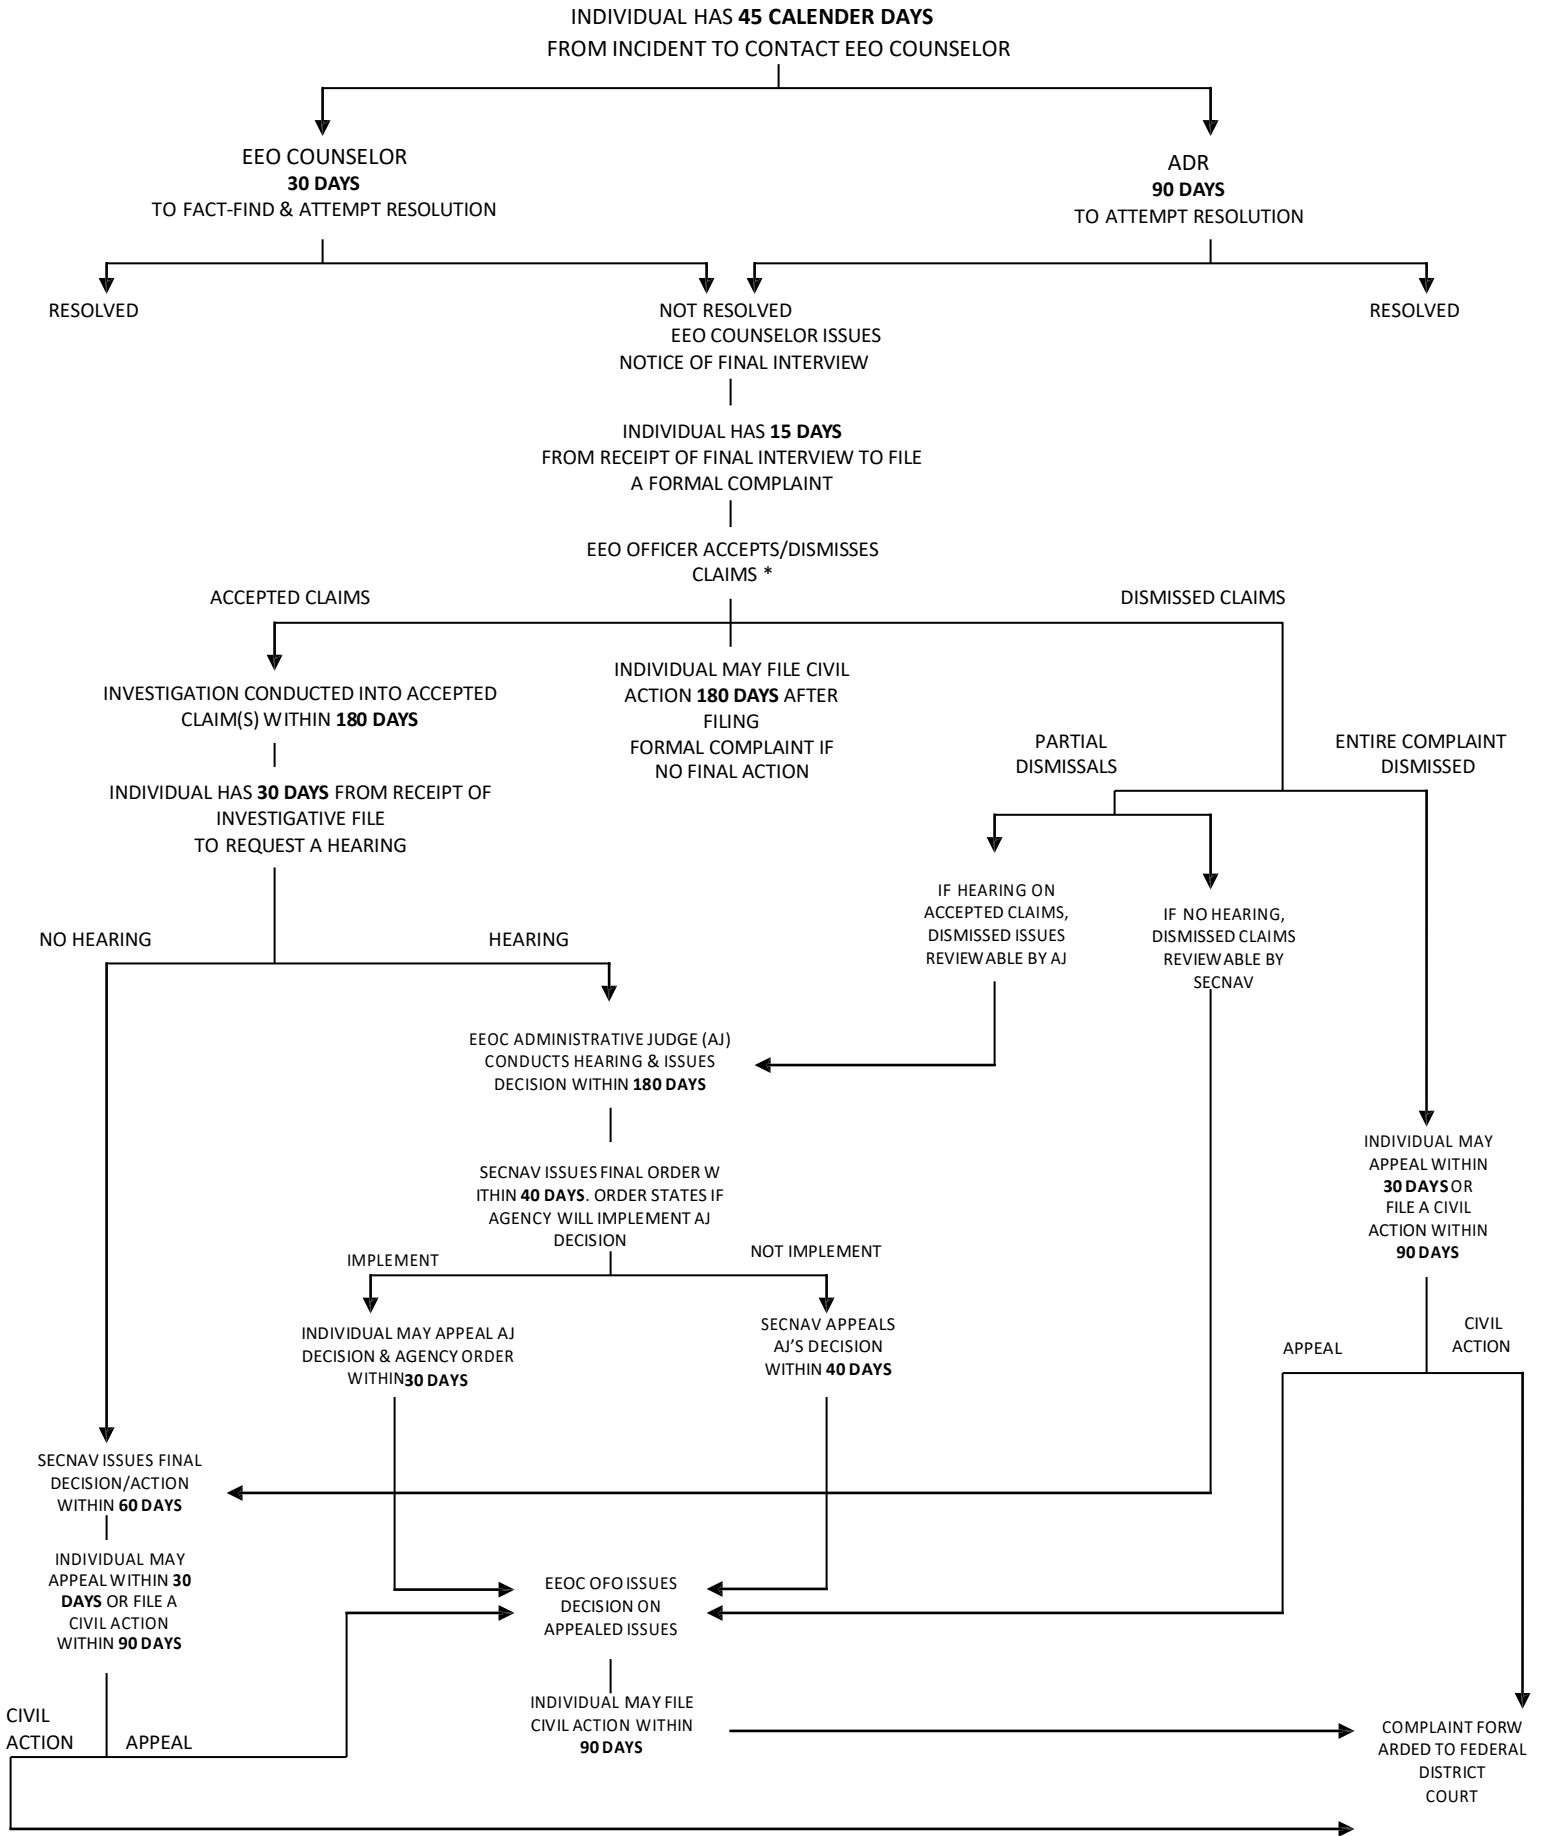 INDIVIDUAL HAS 45 CALENDER DAYS
FROM INCIDENT TO CONTACT EEO COUNSELOR
EEO COUNSELOR
30 DAYS
TO FACT-FIND & ATTEMPT RESOLUTION
ADR
90 DAYS
TO ATTEMPT RESOLUTION
RESOLVED
NOT RESOLVED
EEO COUNSELOR ISSUES
NOTICE OF FINAL INTERVIEW
RESOLVED
INDIVIDUAL HAS 15 DAYS
FROM RECEIPT OF FINAL INTERVIEW TO FILE
A FORMAL COMPLAINT
EEO OFFICER ACCEPTS/DISMISSES
CLAIMS *
ACCEPTED CLAIMS
DISMISSED CLAIMS
INVESTIGATION CONDUCTED INTO ACCEPTED
CLAIM(S) WITHIN 180 DAYS
INDIVIDUAL MAY FILE CIVIL
ACTION 180 DAYS AFTER
FILING
FORMAL COMPLAINT IF
NO FINAL ACTION
PARTIAL
DISMISSALS
ENTIRE COMPLAINT
DISMISSED
INDIVIDUAL HAS 30 DAYS FROM RECEIPT OF
INVESTIGATIVE FILE
TO REQUEST A HEARING
IF HEARING ON
ACCEPTED CLAIMS,
DISMISSED ISSUES
REVIEWABLE BY AJ
IF NO HEARING,
DISMISSED CLAIMS
REVIEWABLE BY
SECNAV
NO HEARING
HEARING
EEOC ADMINISTRATIVE JUDGE (AJ)
CONDUCTS HEARING & ISSUES
DECISION WITHIN 180 DAYS
INDIVIDUAL MAY
APPEAL WITHIN
30 DAYS OR
FILE A CIVIL
ACTION WITHIN
90 DAYS
SECNAV ISSUES FINAL ORDER W
ITHIN 40 DAYS. ORDER STATES IF
AGENCY WILL IMPLEMENT AJ
DECISION
IMPLEMENT
NOT IMPLEMENT
INDIVIDUAL MAY APPEAL AJ
DECISION & AGENCY ORDER
WITHIN30 DAYS
SECNAV APPEALS
AJ'S DECISION
WITHIN 40 DAYS
APPEAL
CIVIL
ACTION
SECNAV ISSUES FINAL
DECISION/ACTION
WITHIN 60 DAYS
INDIVIDUAL MAY
APPEAL WITHIN 30
DAYS OR FILE A
CIVIL ACTION
WITHIN 90 DAYS
EEOC OFO ISSUES
DECISION ON
APPEALED ISSUES
INDIVIDUAL MAY FILE
CIVIL ACTION WITHIN
90 DAYS
CIVIL
ACTION
APPEAL
COMPLAINT FORW
ARDED TO FEDERAL
DISTRICT
COURT